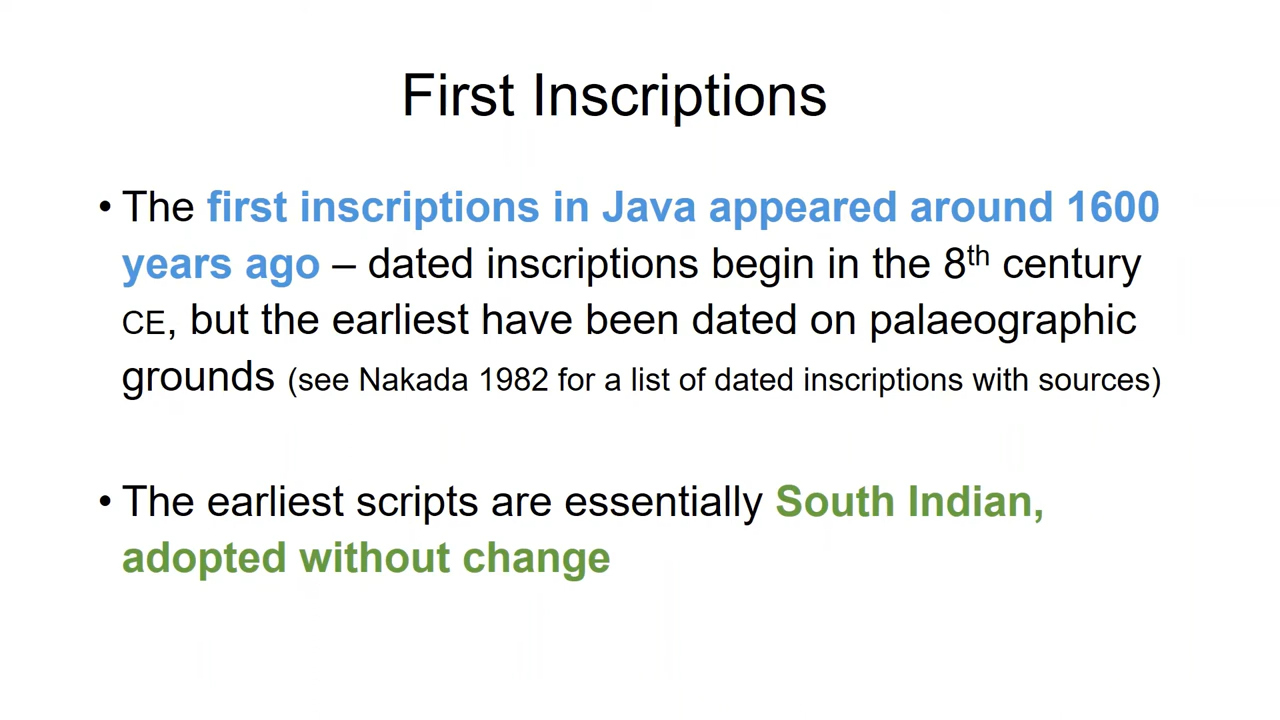 First Inscriptions
• The first inscriptions in Java appeared around 1600
years ago – dated inscriptions begin in the 8th century
CE, but the earliest have been dated on palaeographic
grounds (see Nakada 1982 for a list of dated inscriptions with sources)
• The earliest scripts are essentially South Indian,
adopted without change